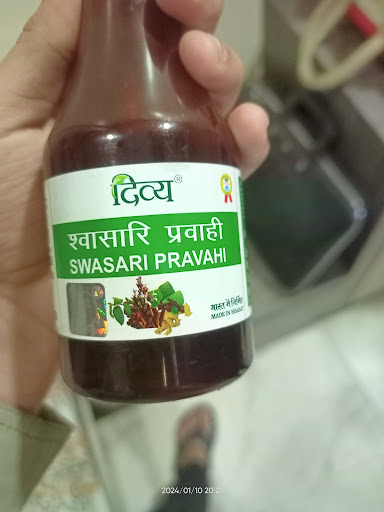 दिव्य®
श्वासारि प्रवाही
SWASARI PRAVAHI
भारत में निर्मित
MADE IN BHARAT
2024/01/10 20:21